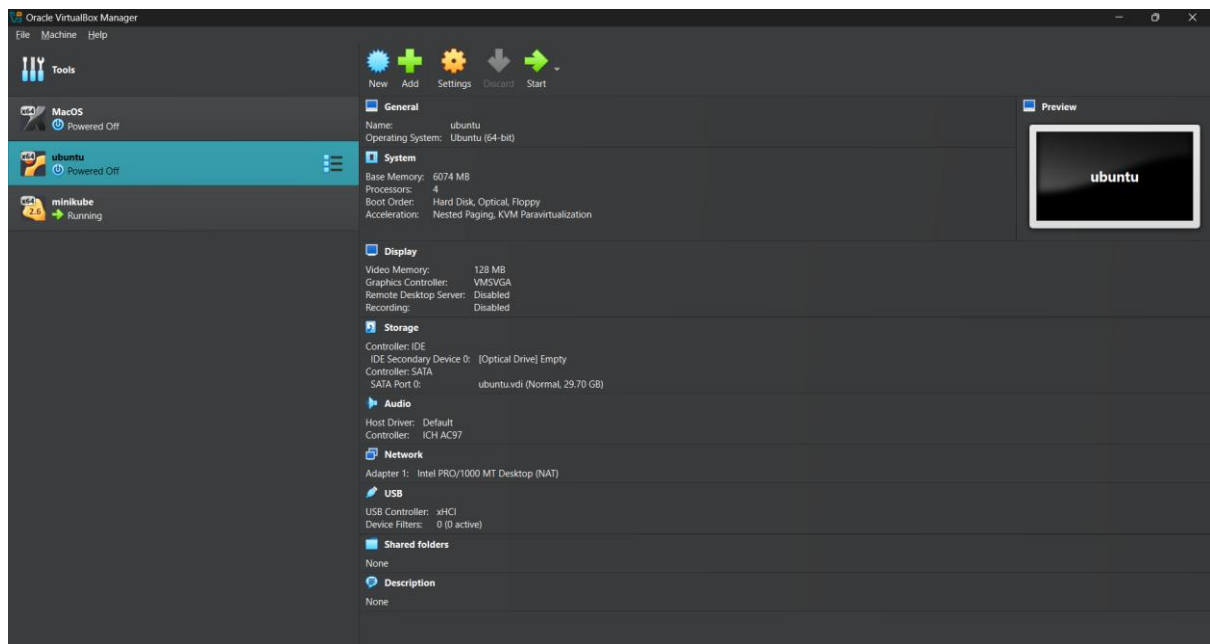 Oracle VirtualBox Manager
File Machine Help
Tools
New Add Settings Discard Start
x64 MacOS
Powered Off
x64 ubuntu
Powered Off
x64 2.6 minikube
Running
General
Name: ubuntu
Operating System: Ubuntu (64-bit)
System
Base Memory: 6074 MB
Processors: 4
Boot Order: Hard Disk, Optical, Floppy
Acceleration: Nested Paging, KVM Paravirtualization
Display
Video Memory: 128 MB
Graphics Controller: VMSVGA
Remote Desktop Server: Disabled
Recording: Disabled
Storage
Controller: IDE
IDE Secondary Device 0: [Optical Drive] Empty
Controller: SATA
SATA Port 0: ubuntu.vdi (Normal, 29.70 GB)
Audio
Host Driver: Default
Controller: ICH AC97
Network
Adapter 1: Intel PRO/1000 MT Desktop (NAT)
USB
USB Controller: xHCI
Device Filters: 0 (0 active)
Shared folders
None
Description
None
Preview
ubuntu